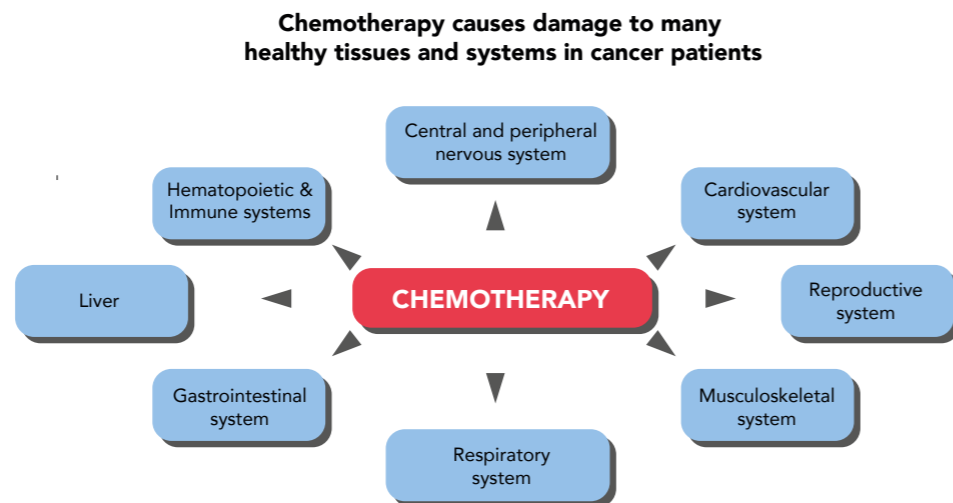 Chemotherapy causes damage to many
healthy tissues and systems in cancer patients
Central and peripheral
nervous system
Hematopoietic &
Immune systems
Cardiovascular
system
Liver
CHEMOTHERAPY
Reproductive
system
Gastrointestinal
system
Musculoskeletal
system
Respiratory
system